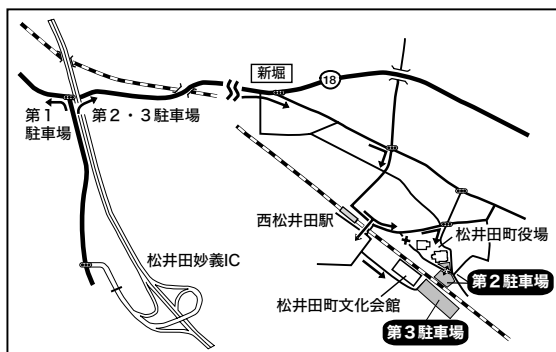 新堀
18
第1
駐車場
第2・3駐車場
西松井田駅
松井田町役場
松井田妙義IC
第2駐車場
松井田町文化会館
第3駐車場